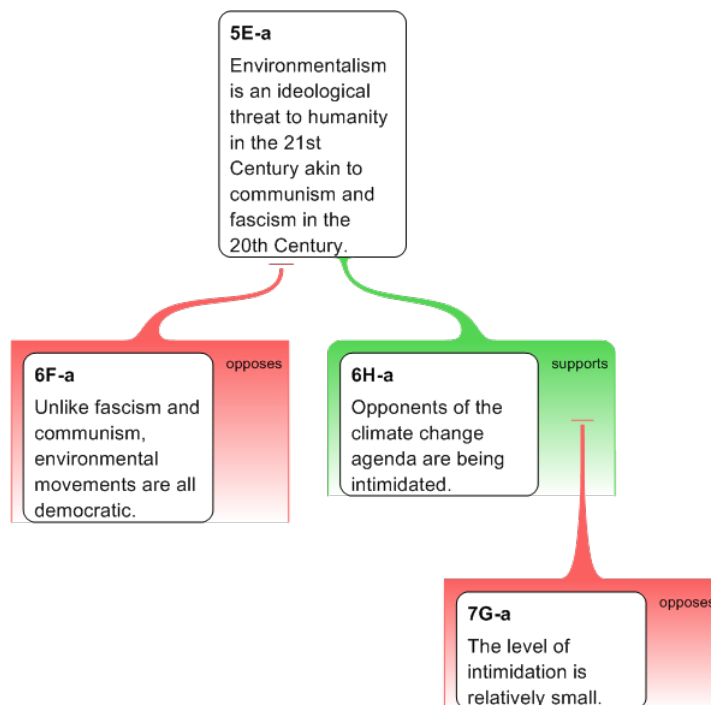 5E-a
Environmentalism
is an ideological
threat to humanity
in the 21st
Century akin to
communism and
fascism in the
20th Century.
opposes
6F-a
Unlike fascism and
communism,
environmental
movements are all
democratic.
supports
6H-a
Opponents of the
climate change
agenda are being
intimidated.
opposes
7G-a
The level of
intimidation is
relatively small.